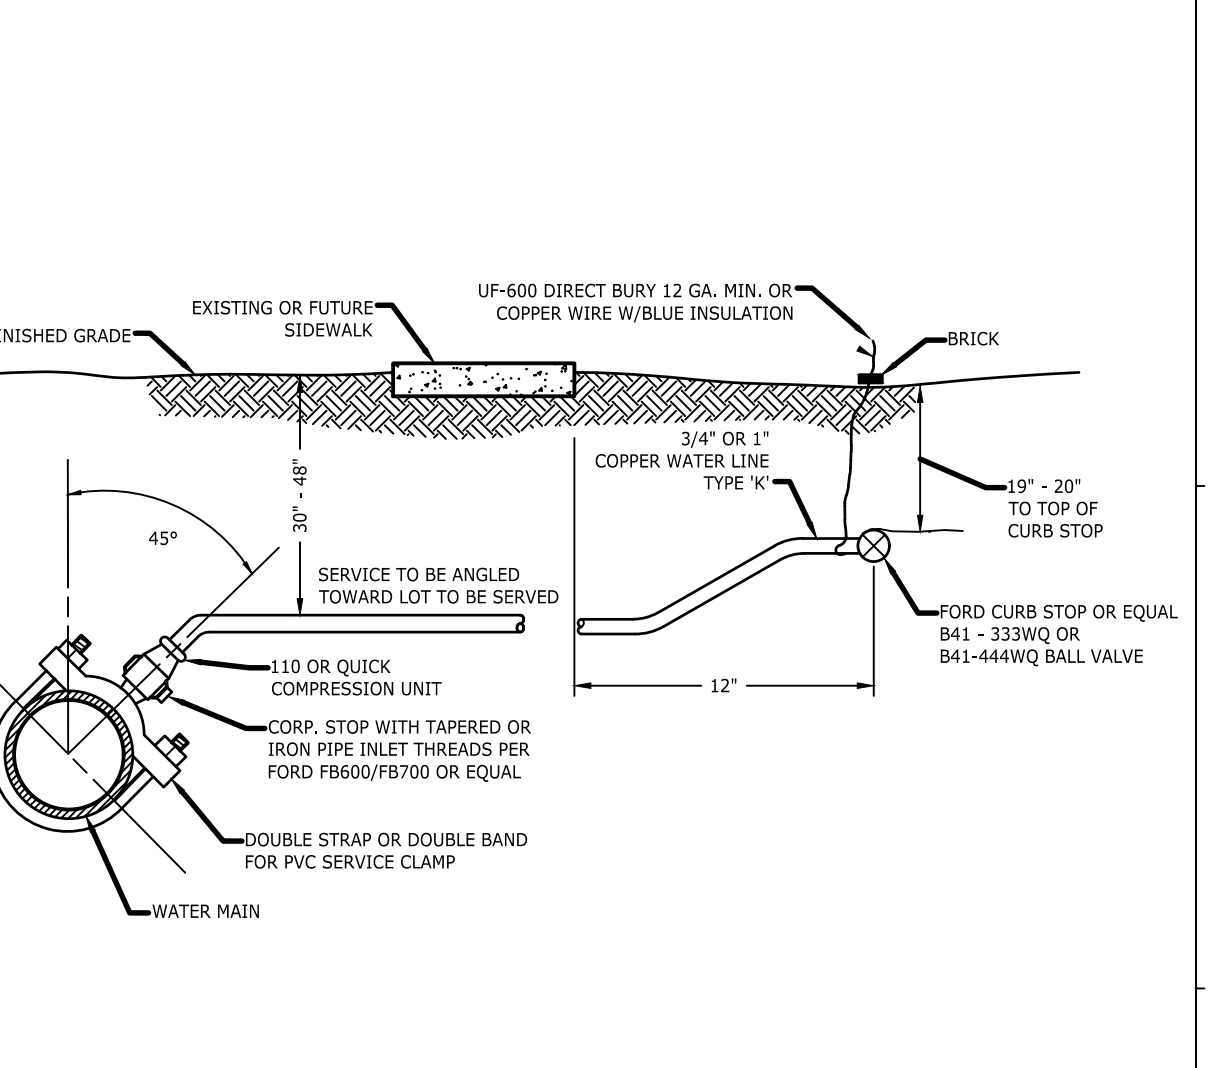 UF-600 DIRECT BURY 12 GA. MIN. OR
COPPER WIRE W/BLUE INSULATION
EXISTING OR FUTURE
SIDEWALK
INISHED GRADE
BRICK
3/4" OR 1"
COPPER WATER LINE
TYPE 'K'
30" - 48"
19" - 20"
TO TOP OF
CURB STOP
45°
SERVICE TO BE ANGLED
TOWARD LOT TO BE SERVED
FORD CURB STOP OR EQUAL
B41 - 333WQ OR
B41-444WQ BALL VALVE
110 OR QUICK
COMPRESSION UNIT
12"
CORP. STOP WITH TAPERED OR
IRON PIPE INLET THREADS PER
FORD FB600/FB700 OR EQUAL
DOUBLE STRAP OR DOUBLE BAND
FOR PVC SERVICE CLAMP
WATER MAIN